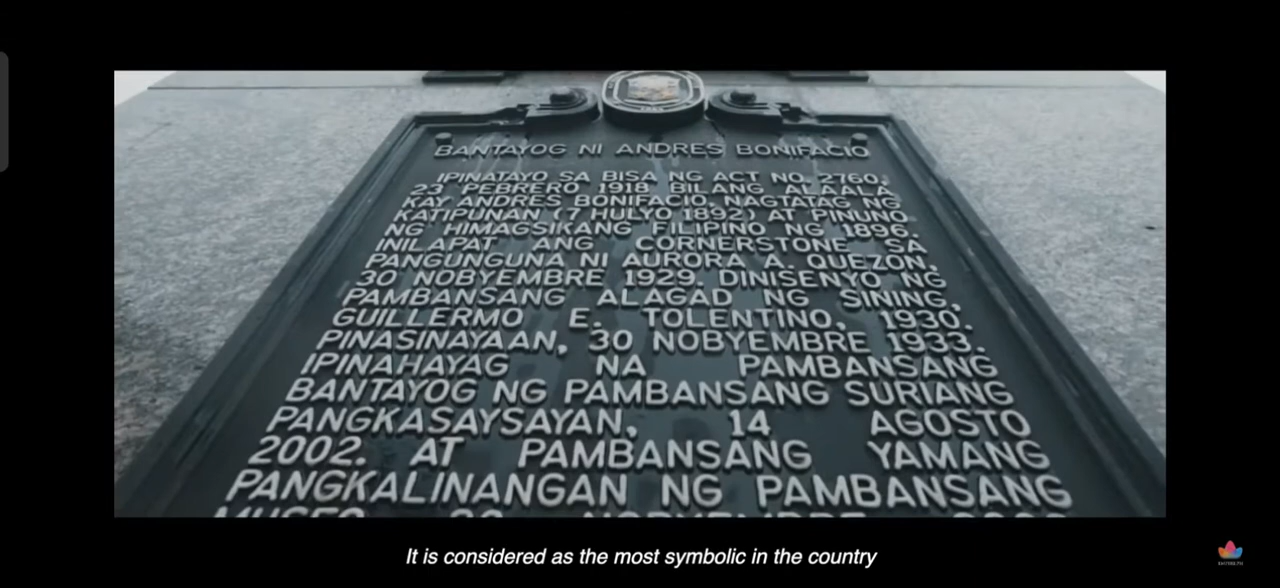 BANTAYOG NI ANDRES BONIFACIO
IPINATAYO SA BISA NG ACT NO. 2760,
23 PEBRERO 1918 BILANG ALAALA
KAY ANDRES BONIFACIO, NAGTATAG NG
KATIPUNAN (7 HULYO 1892) AT PINUNO
NG HIMAGSIKANG FILIPINO NG 1896.
INILAPAT ANG CORNERSTONE SA
PANGUNGUNA NI AURORA A. QUEZON,
30 NOBYEMBRE 1929. DINISENYO NG
PAMBANSANG ALAGAD NG SINING,
GUILLERMO E. TOLENTINO, 1930.
PINASINAYAAN, 30 NOBYEMBRE 1933.
IPINAHAYAG NA PAMBANSANG
BANTAYOG NG PAMBANSANG SURIANG
PANGKASAYSAYAN, 14 AGOSTO
2002. AT PAMBANSANG YAMANG
PANGKALINANGAN NG PAMBANSANG
It is considered as the most symbolic in the country